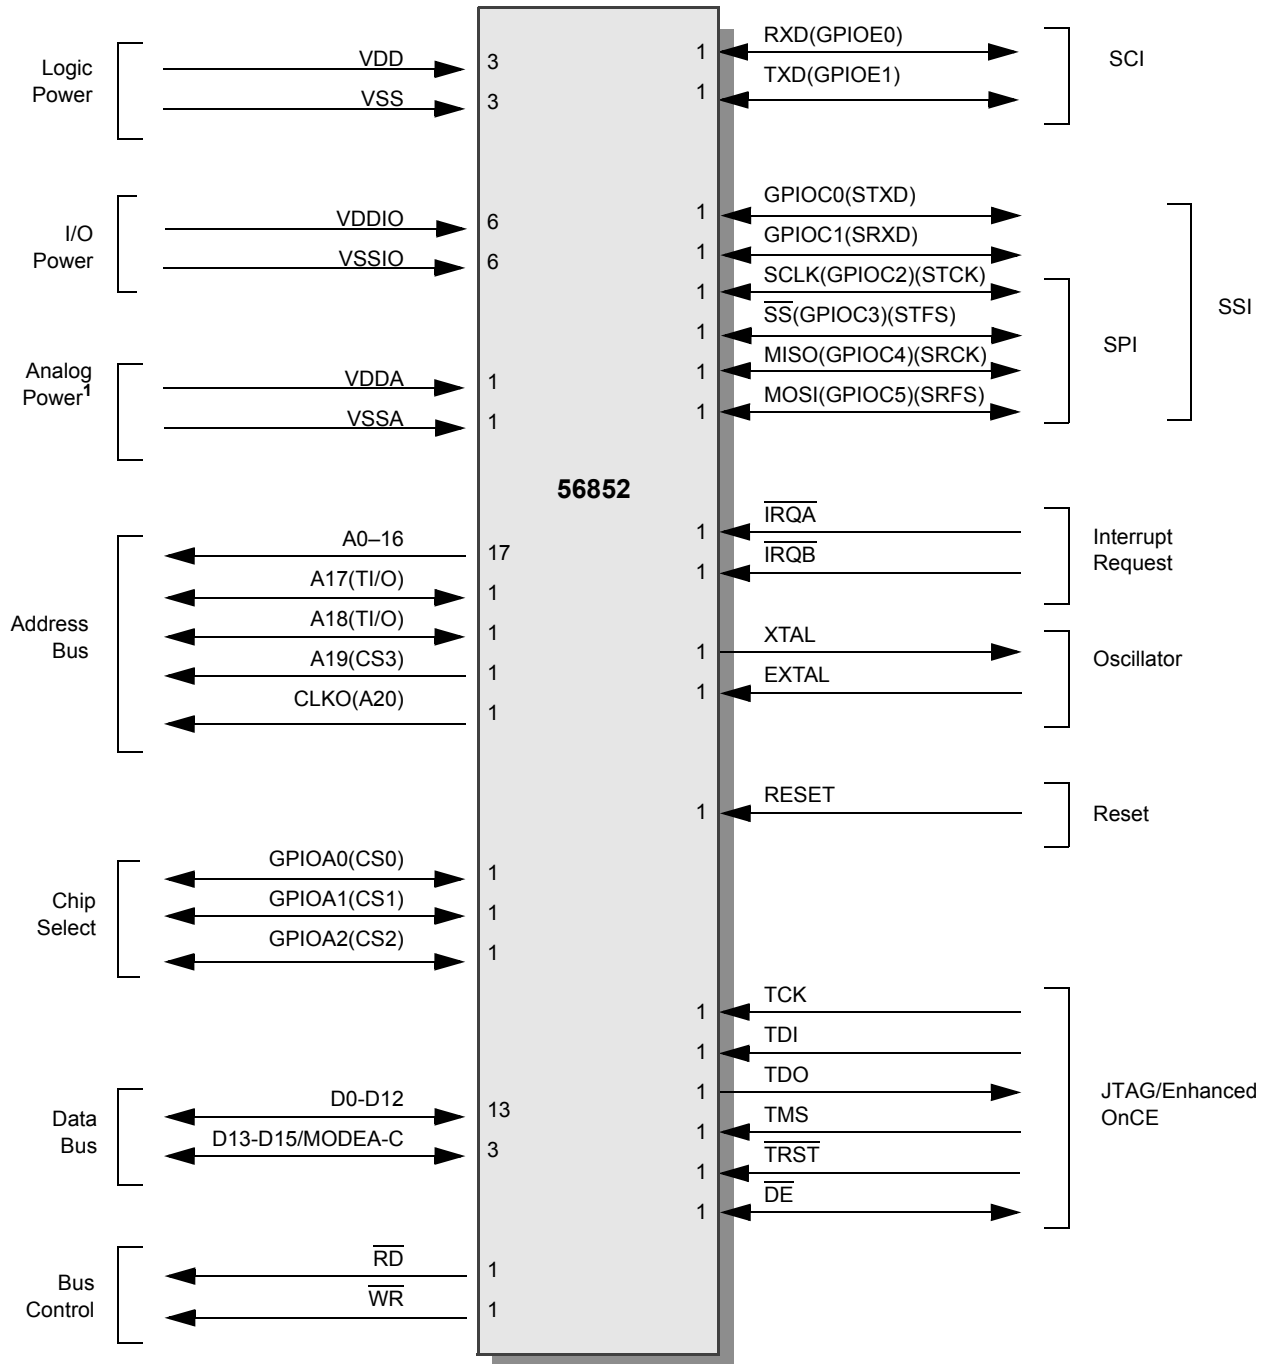 Logic
Power
VDD
3
VSS
3
I/O
Power
VDDIO
6
VSSIO
6
Analog
Power1
VDDA
1
VSSA
1
Address
Bus
A0–16
17
A17(TI/O)
1
A18(TI/O)
1
A19(CS3)
1
CLKO(A20)
1
Chip
Select
GPIOA0(CS0)
1
GPIOA1(CS1)
1
GPIOA2(CS2)
1
Data
Bus
D0-D12
13
D13-D15/MODEA-C
3
Bus
Control
RD
1
WR
1
56852
1
RXD(GPIOE0)
1
TXD(GPIOE1)
SCI
1
GPIOC0(STXD)
1
GPIOC1(SRXD)
1
SCLK(GPIOC2)(STCK)
1
SS(GPIOC3)(STFS)
1
MISO(GPIOC4)(SRCK)
1
MOSI(GPIOC5)(SRFS)
SPI
SSI
1
IRQA
1
IRQB
Interrupt
Request
1
XTAL
1
EXTAL
Oscillator
1
RESET
Reset
1
TCK
1
TDI
1
TDO
1
TMS
1
TRST
1
DE
JTAG/Enhanced
OnCE